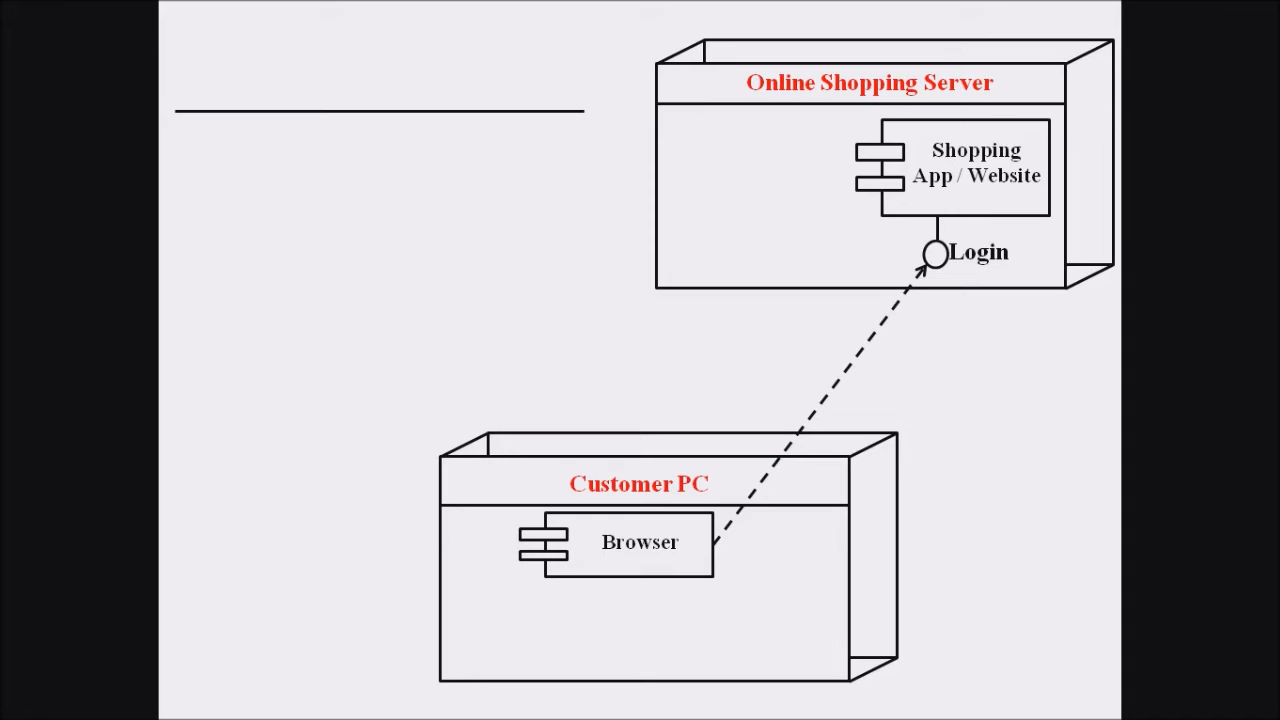 Online Shopping Server
Shopping
App / Website
Login
Customer PC
Browser